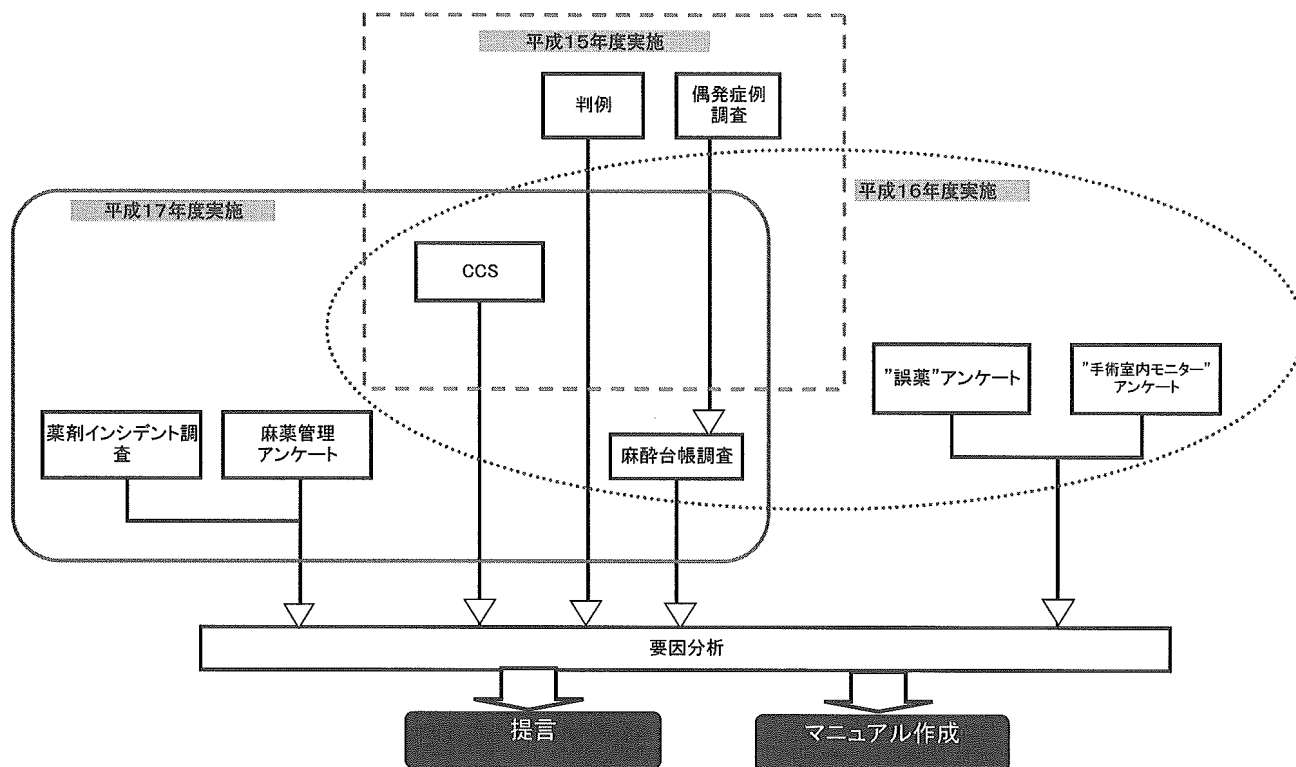 平成15年度実施
判例
偶発症例
調査
平成16年度実施
平成17年度実施
CCS
"誤薬"アンケート
"手術室内モニター"
アンケート
薬剤インシデント調
査
麻薬管理
アンケート
麻酔台帳調査
要因分析
提言
マニュアル作成